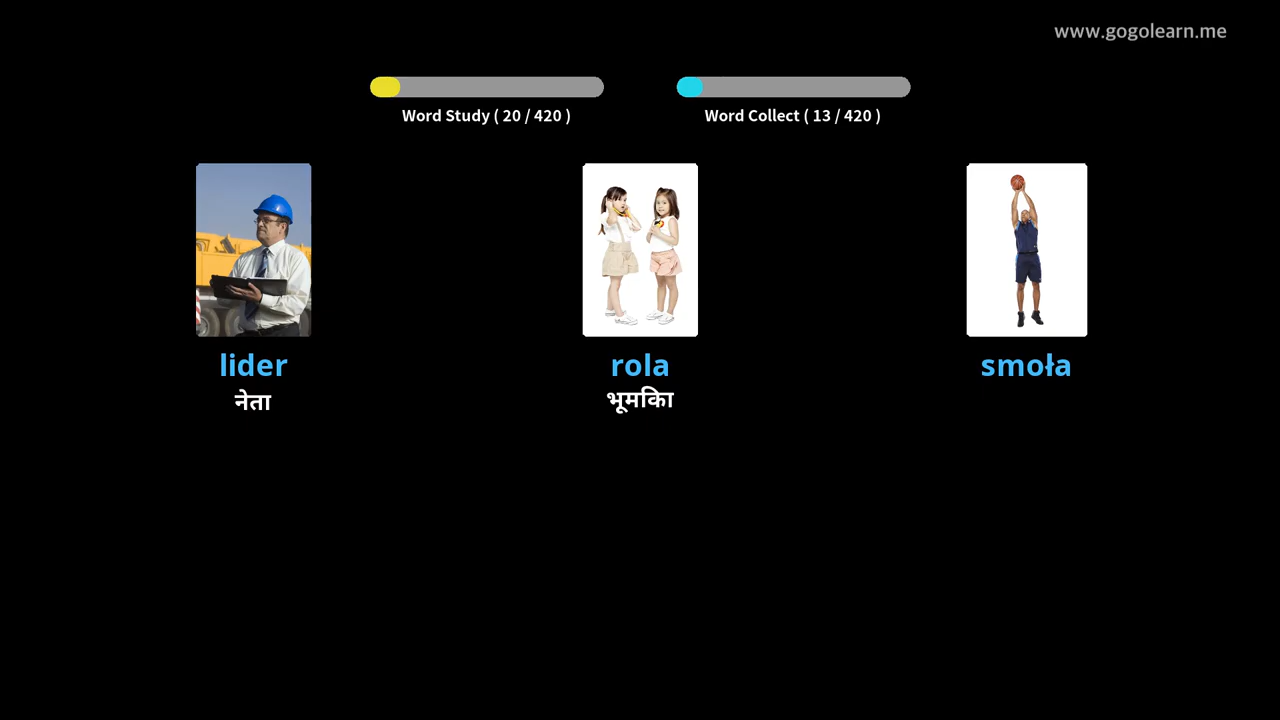 www.gogolearn.me
Word Study ( 20 / 420 )
Word Collect ( 13 / 420 )
lider
rola
smoła
नेता
भूमिका